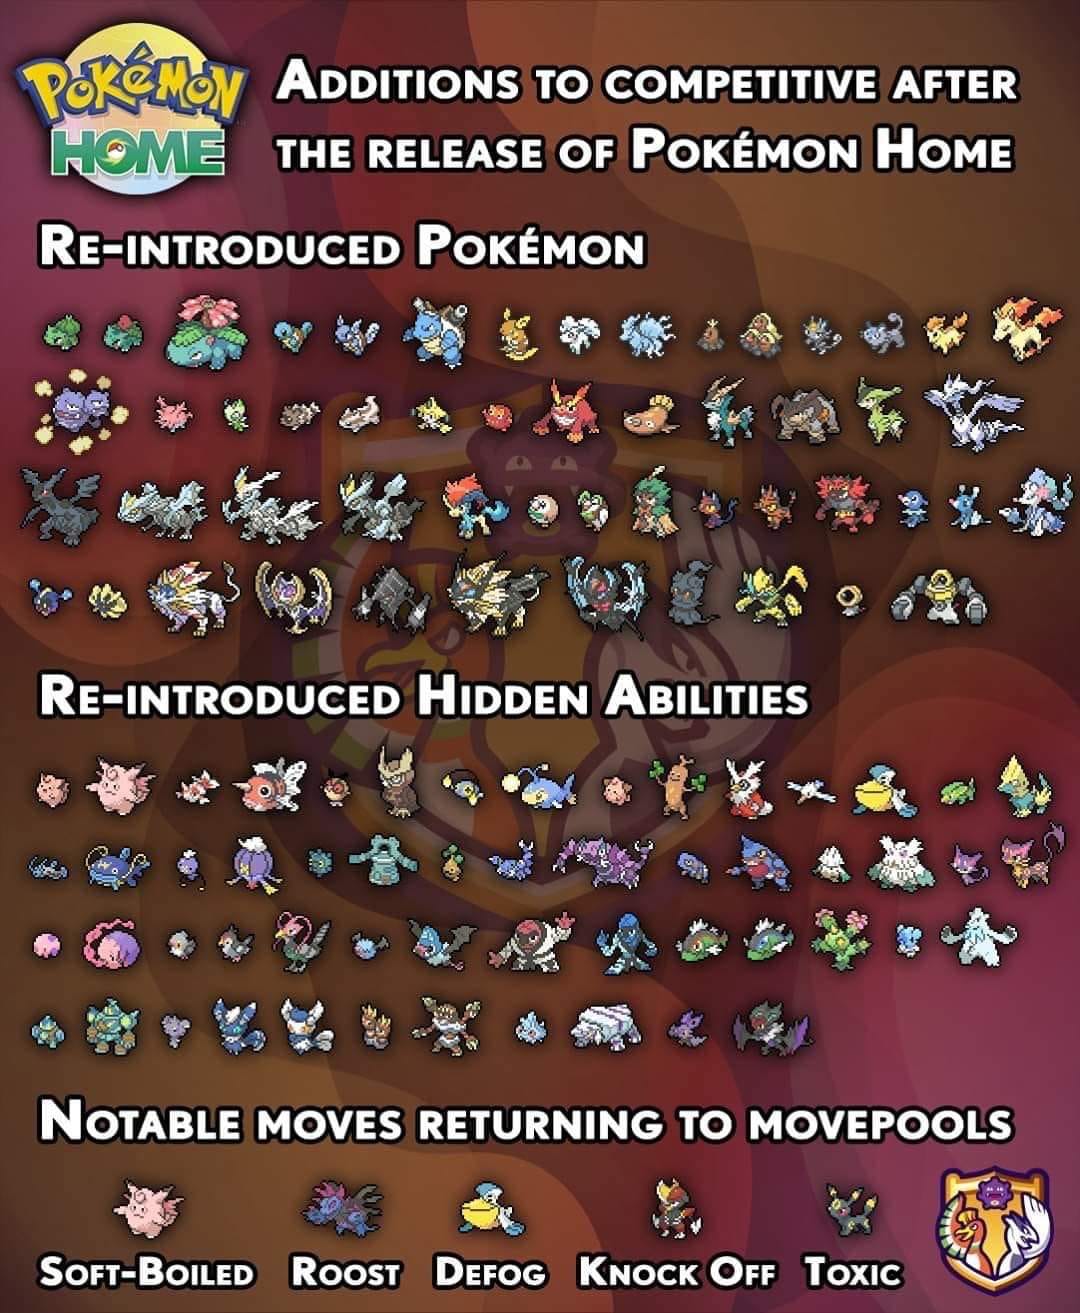 POKÉMON
HOME
ADDITIONS TO COMPETITIVE AFTER
THE RELEASE OF POKÉMON HOME
RE-INTRODUCED POKÉMON
RE-INTRODUCED HIDDEN ABILITIES
NOTABLE MOVES RETURNING TO MOVEPOOLS
SOFT-BOILED ROOST DEFOG KNOCK OFF TOXIC